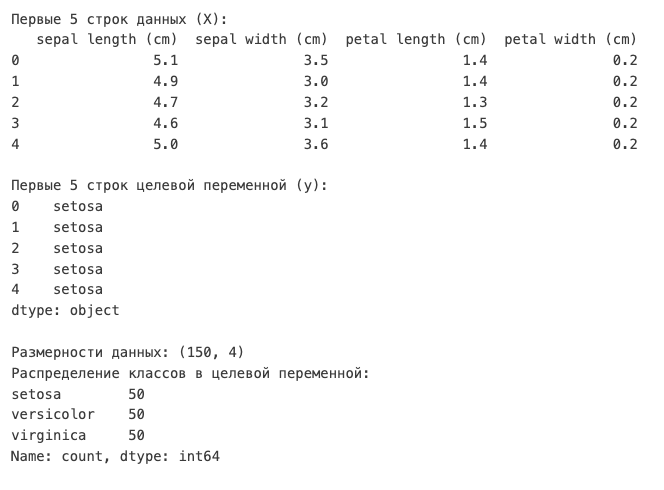 Первые 5 строк данных (X):
   sepal length (cm)  sepal width (cm)  petal length (cm)  petal width (cm)
0                5.1               3.5                1.4               0.2
1                4.9               3.0                1.4               0.2
2                4.7               3.2                1.3               0.2
3                4.6               3.1                1.5               0.2
4                5.0               3.6                1.4               0.2
Первые 5 строк целевой переменной (y):
0    setosa
1    setosa
2    setosa
3    setosa
4    setosa
dtype: object
Размерности данных: (150, 4)
Распределение классов в целевой переменной:
setosa        50
versicolor    50
virginica     50
Name: count, dtype: int64